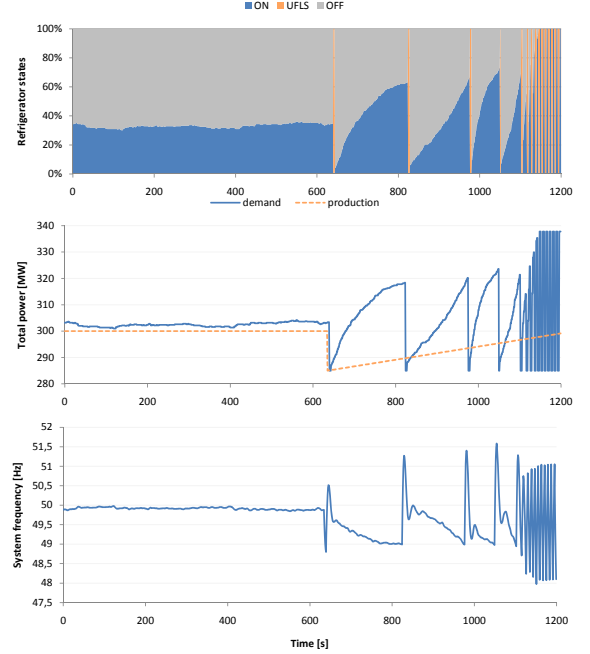 ON UFLS OFF
100%
80%
60%
40%
20%
0%
Refrigerator states
0 200 400 600 800 1000 1200
demand production
340
330
320
310
300
290
280
Total power [MW]
0 200 400 600 800 1000 1200
52
51,5
51
50,5
50
49,5
49
48,5
48
47,5
System frequency [Hz]
0 200 400 600 800 1000 1200
Time [s]